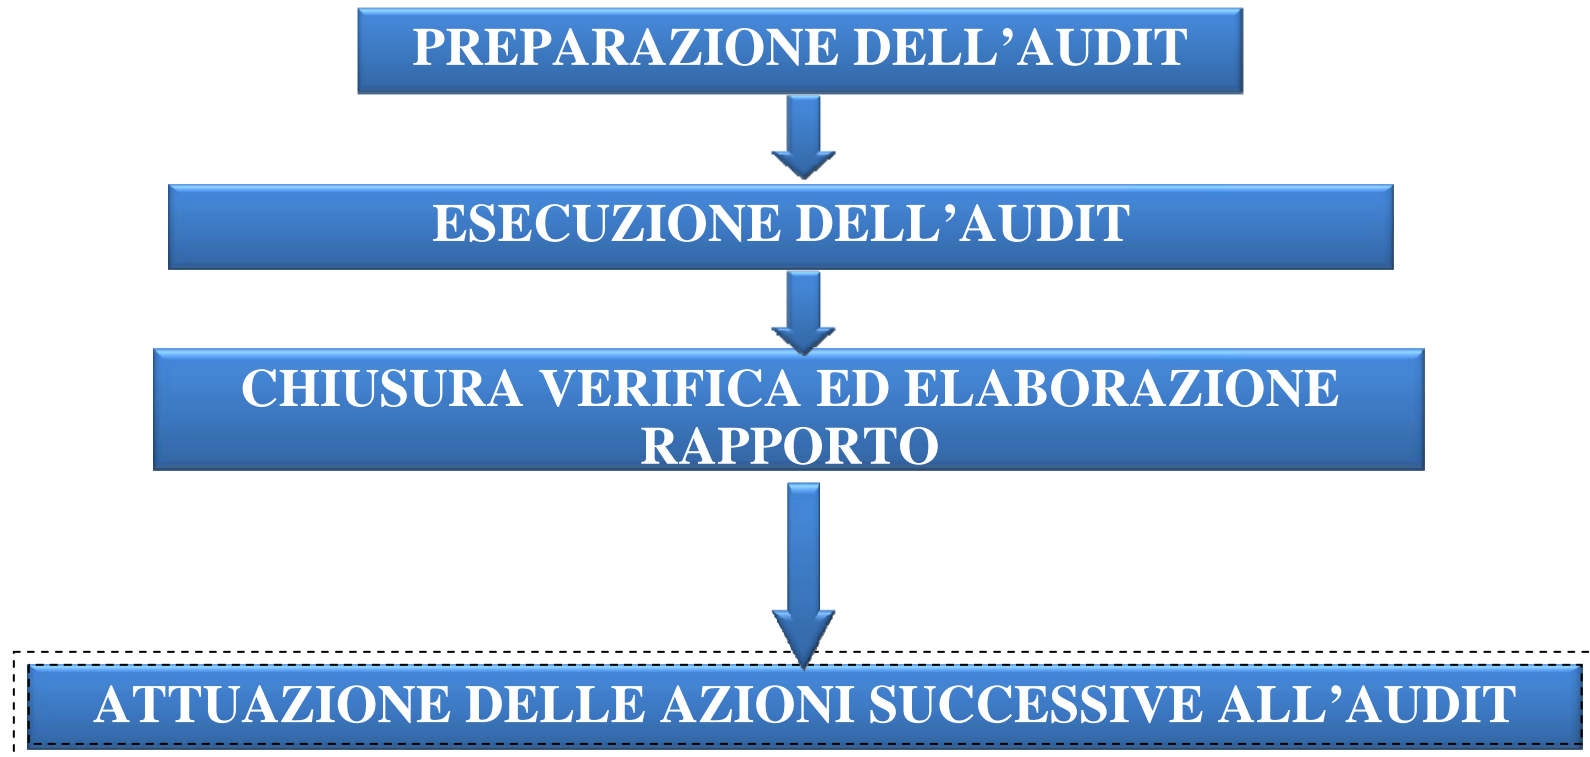 PREPARAZIONE DELL’AUDIT
ESECUZIONE DELL’AUDIT
CHIUSURA VERIFICA ED ELABORAZIONE
RAPPORTO
ATTUAZIONE DELLE AZIONI SUCCESSIVE ALL’AUDIT